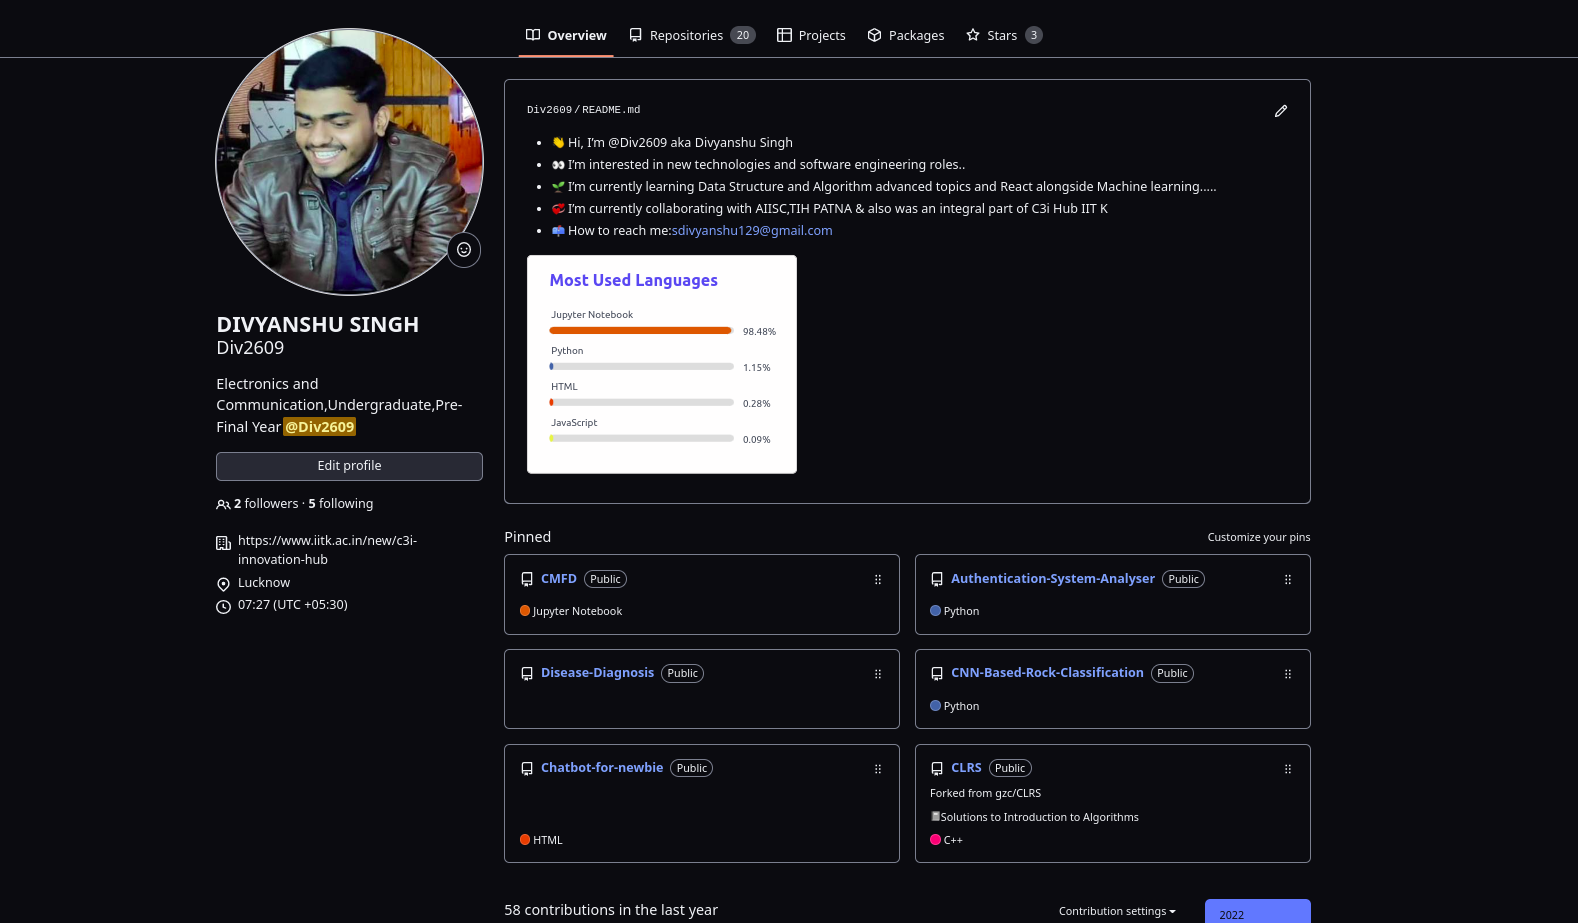 Overview
Repositories 20
Projects
Packages
Stars 3
DIVYANSHU SINGH
Div2609
Electronics and
Communication,Undergraduate,Pre-
Final Year @Div2609
Edit profile
2 followers · 5 following
https://www.iitk.ac.in/new/c3i-
innovation-hub
Lucknow
07:27 (UTC +05:30)
Div2609/README.md
• 👋 Hi, I’m @Div2609 aka Divyanshu Singh
• 👀 I’m interested in new technologies and software engineering roles..
• 🌱 I’m currently learning Data Structure and Algorithm advanced topics and React alongside Machine learning.....
• 💞️ I’m currently collaborating with AIISC,TIH PATNA & also was an integral part of C3i Hub IIT K
• 📫 How to reach me:sdivyanshu129@gmail.com
Most Used Languages
Jupyter Notebook
98.48%
Python
1.15%
HTML
0.28%
JavaScript
0.09%
Pinned
Customize your pins
CMFD Public
Jupyter Notebook
Authentication-System-Analyser Public
Python
Disease-Diagnosis Public
CNN-Based-Rock-Classification Public
Python
Chatbot-for-newbie Public
HTML
CLRS Public
Forked from gzc/CLRS
📓Solutions to Introduction to Algorithms
C++
58 contributions in the last year
Contribution settings
2022